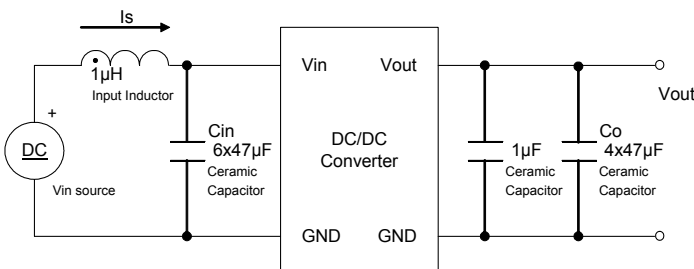 Is
1µH
Input Inductor
+
DC
Vin source
Cin
6x47µF
Ceramic
Capacitor
Vin
Vout
DC/DC
Converter
GND
GND
1µF
Ceramic
Capacitor
Co
4x47µF
Ceramic
Capacitor
Vout